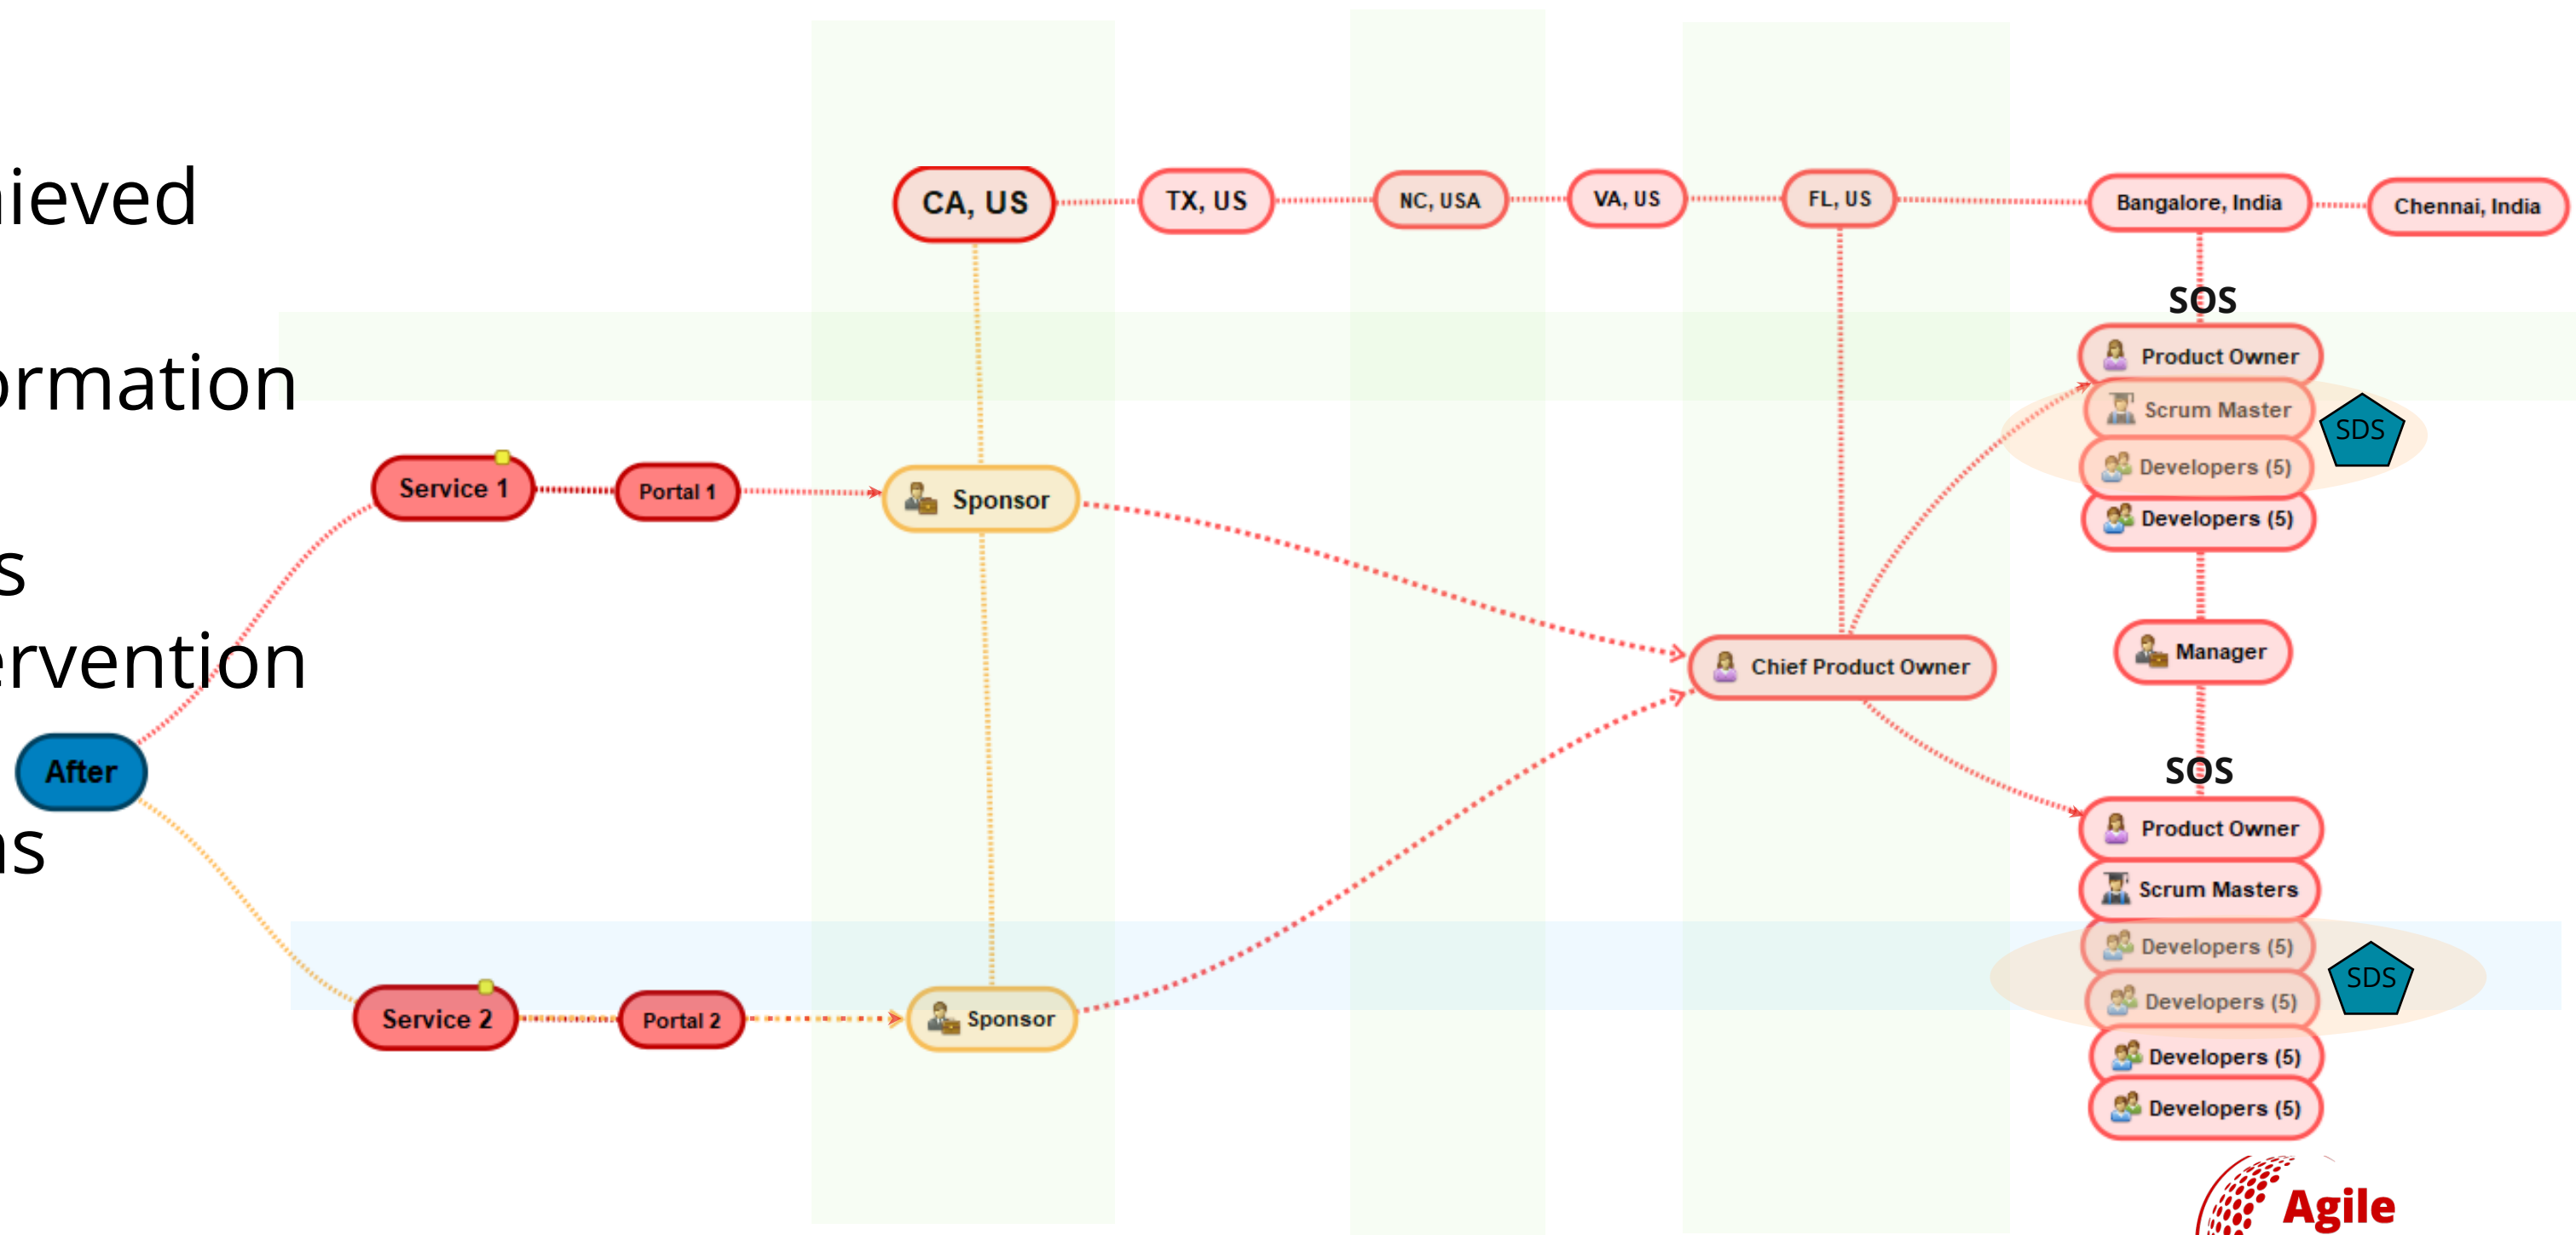 hieved
ormation
s
ervention
ns
After
Service 1
Portal 1
Service 2
Portal 2
CA, US
TX, US
NC, USA
VA, US
FL, US
Bangalore, India
Chennai, India
Sponsor
Sponsor
Chief Product Owner
SOS
Product Owner
Scrum Master
Developers (5)
Developers (5)
SDS
Manager
SOS
Product Owner
Scrum Masters
Developers (5)
Developers (5)
SDS
Developers (5)
Developers (5)
Agile